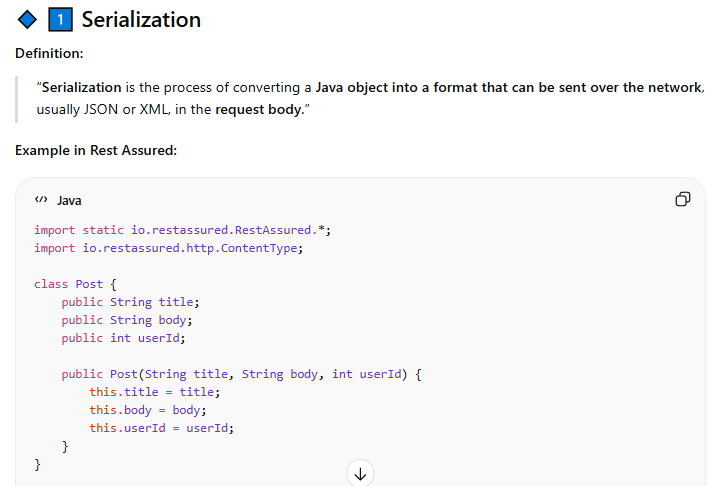 1 Serialization
Definition:
“Serialization is the process of converting a Java object into a format that can be sent over the network,
usually JSON or XML, in the request body.”
Example in Rest Assured:
</> Java
import static io.restassured.RestAssured.*;
import io.restassured.http.ContentType;
class Post {
    public String title;
    public String body;
    public int userId;
    public Post(String title, String body, int userId) {
        this.title = title;
        this.body = body;
        this.userId = userId;
    }
}